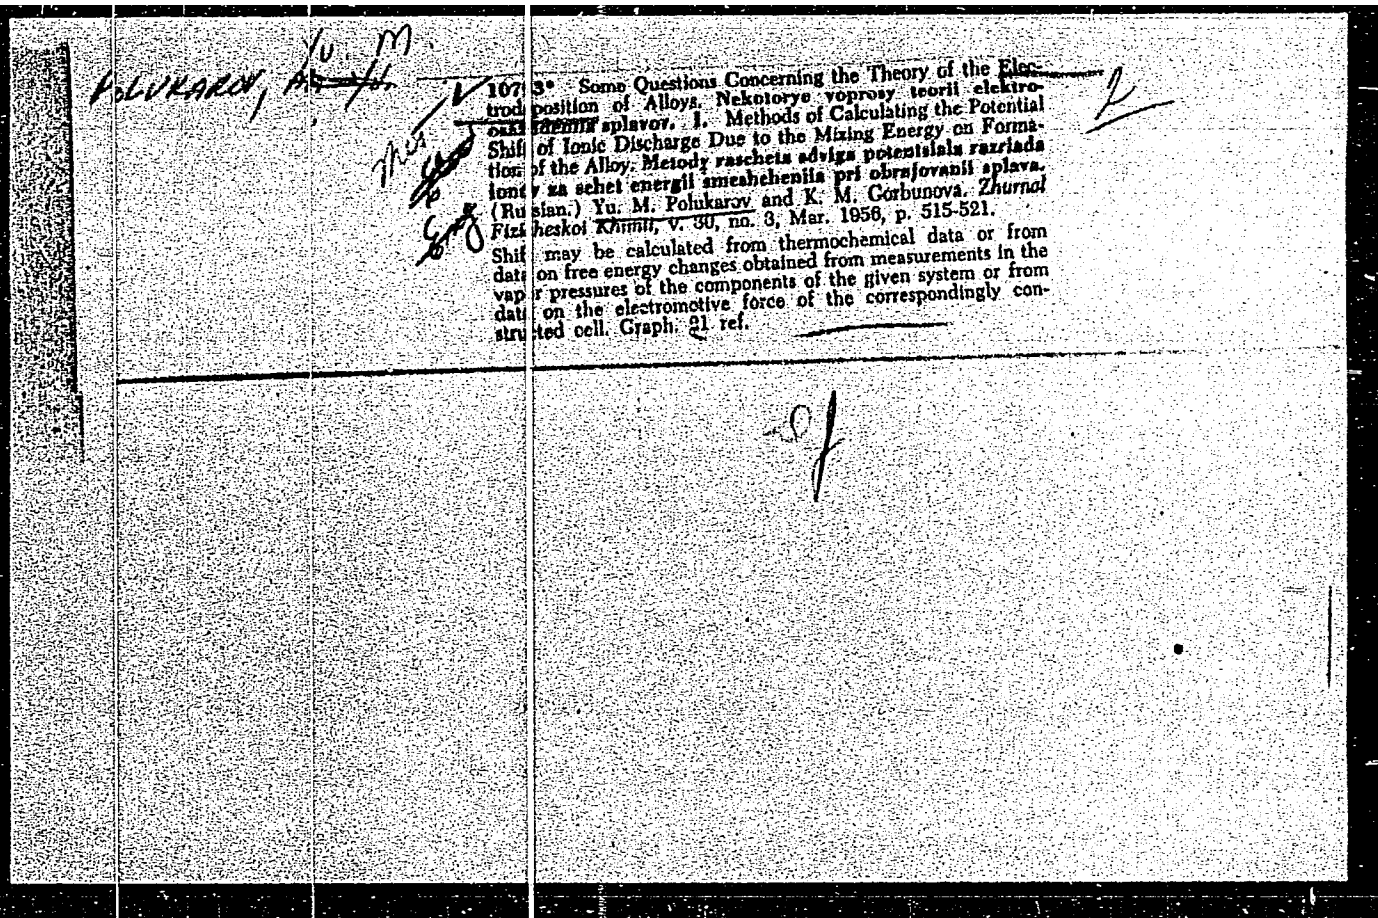 POLUKAROV, Yu. M
10793* Some Questions Concerning the Theory of the Elec-
trodeposition of Alloys. Nekotorye voprosy teorii elektro-
osazhdeniia splavov. I. Methods of Calculating the Potential
Shift of Ionic Discharge Due to the Mixing Energy on Forma-
tion of the Alloy. Metody rascheta sdviga potentsiala razriada
ionov za schet energii smeshcheniia pri obrazovanii splava.
(Russian.) Yu. M. Polukarov and K. M. Gorbunova. Zhurnal
Fizicheskoi Khimii, v. 30, no. 3, Mar. 1956, p. 515-521.
Shift may be calculated from thermochemical data or from
data on free energy changes obtained from measurements in the
vapor pressures of the components of the given system or from
data on the electromotive force of the correspondingly con-
structed cell. Graph. 21 ref.
2